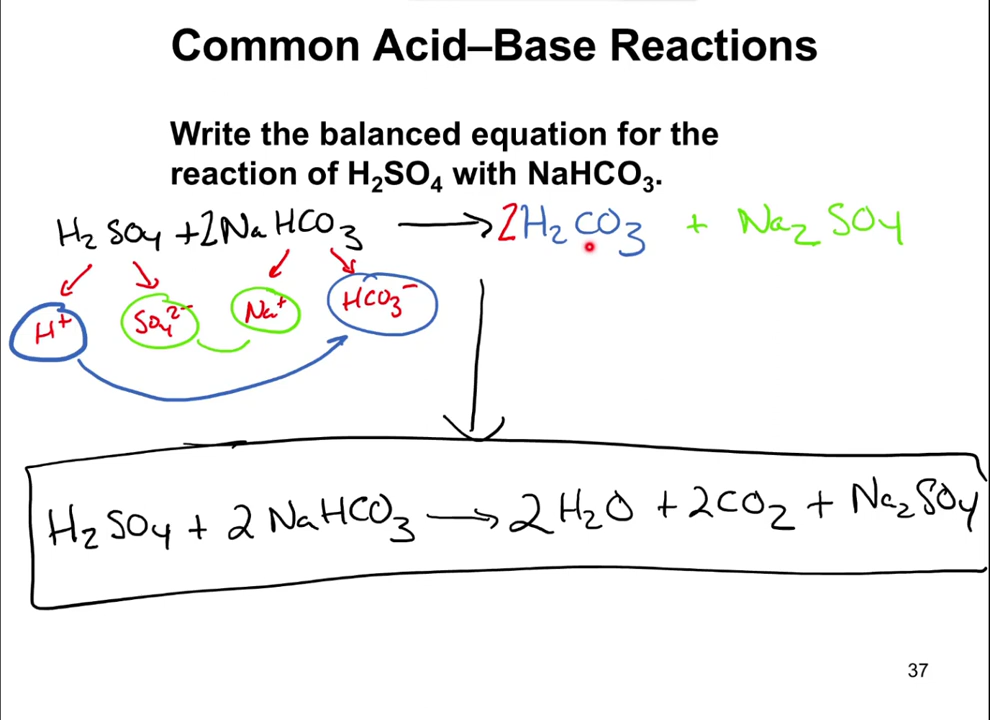 Common Acid–Base Reactions
Write the balanced equation for the
reaction of H₂SO₄ with NaHCO₃.
H₂SO₄ + 2NaHCO₃ ⟶ 2H₂CO₃ + Na₂SO₄
H⁺ SO₄²⁻ Na⁺ HCO₃⁻
H₂SO₄ + 2NaHCO₃ ⟶ 2H₂O + 2CO₂ + Na₂SO₄
37